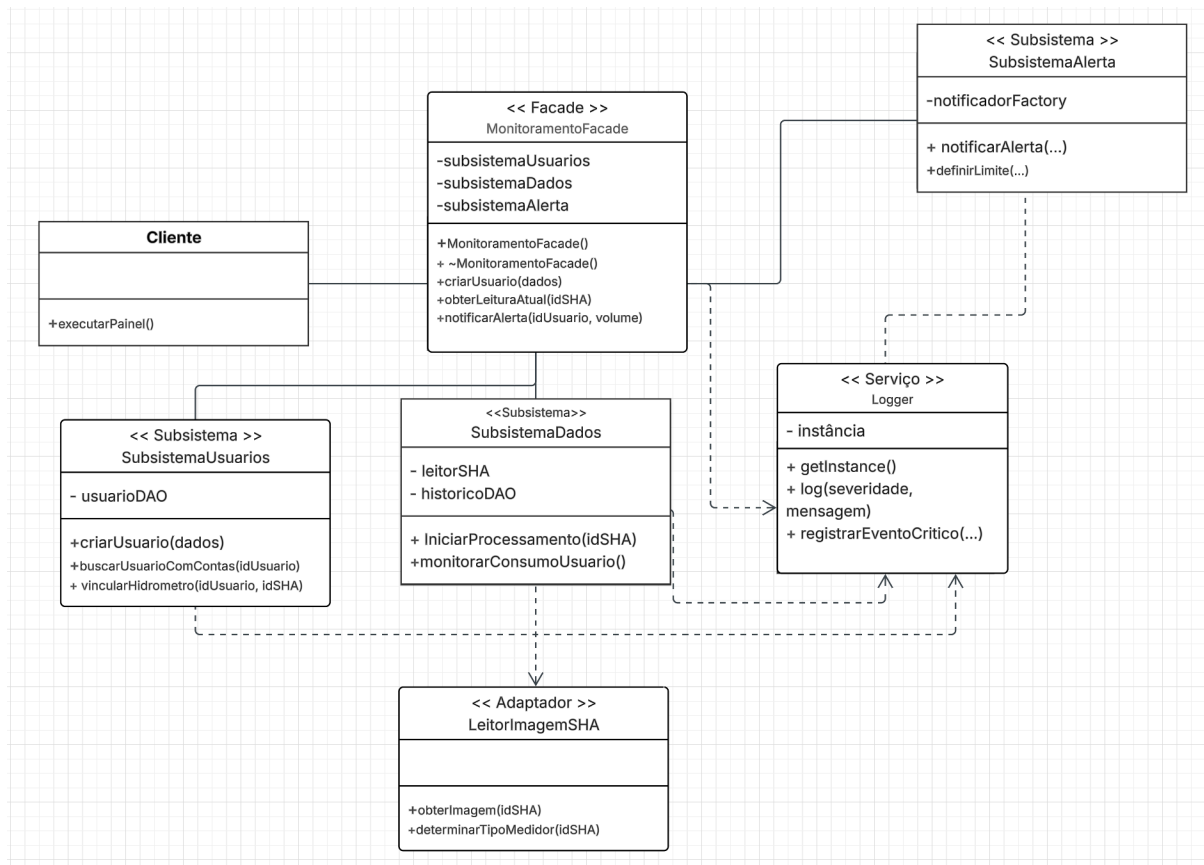 << Subsistema >>
SubsistemaAlerta
-notificadorFactory
+ notificarAlerta(...)
+definirLimite(...)
<< Facade >>
MonitoramentoFacade
-subsistemaUsuarios
-subsistemaDados
-subsistemaAlerta
+MonitoramentoFacade()
+ ~MonitoramentoFacade()
+criarUsuario(dados)
+obterLeituraAtual(idSHA)
+notificarAlerta(idUsuario, volume)
Cliente
+executarPainel()
<< Subsistema >>
SubsistemaUsuarios
- usuarioDAO
+criarUsuario(dados)
+buscarUsuarioComContas(idUsuario)
+ vincularHidrometro(idUsuario, idSHA)
<<Subsistema>>
SubsistemaDados
- leitorSHA
- historicoDAO
+ IniciarProcessamento(idSHA)
+monitorarConsumoUsuario()
<< Serviço >>
Logger
- instância
+ getInstance()
+ log(severidade,
mensagem)
+ registrarEventoCritico(...)
<< Adaptador >>
LeitorImagemSHA
+obterImagem(idSHA)
+determinarTipoMedidor(idSHA)